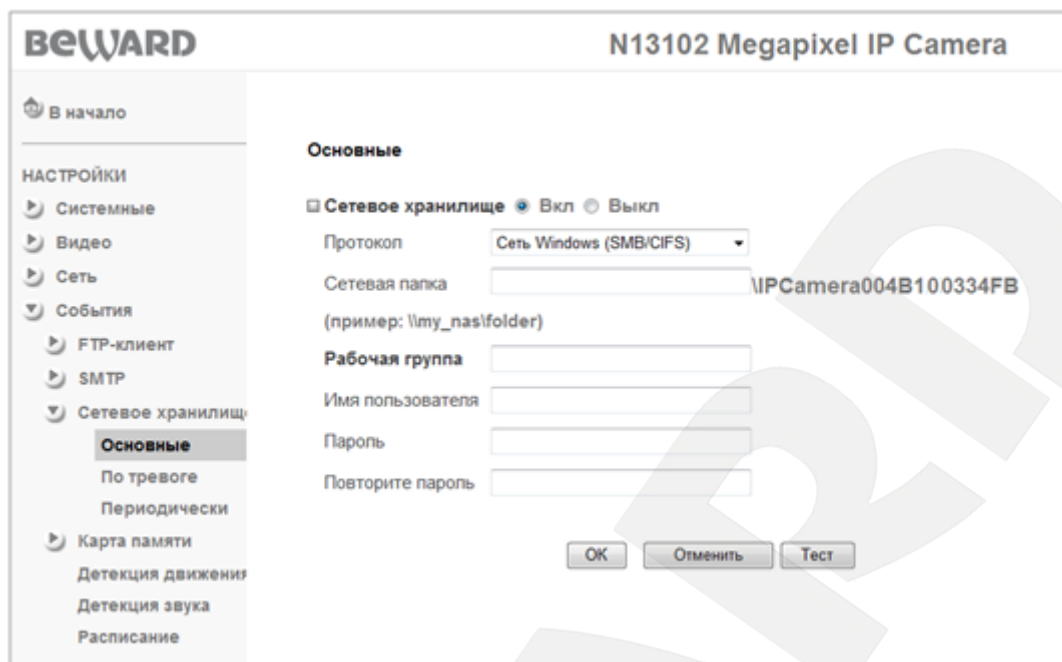 BEWARD
N13102 Megapixel IP Camera
В начало
НАСТРОЙКИ
Системные
Видео
Сеть
События
FTP-клиент
SMTP
Сетевое хранилищ
Основные
По тревоге
Периодически
Карта памяти
Детекция движения
Детекция звука
Расписание
Основные
Сетевое хранилище Вкл Выкл
Протокол Сеть Windows (SMB/CIFS)
Сетевая папка \IPCamera004B100334FB
(пример: \\my_nas\folder)
Рабочая группа
Имя пользователя
Пароль
Повторите пароль
OK Отменить Тест